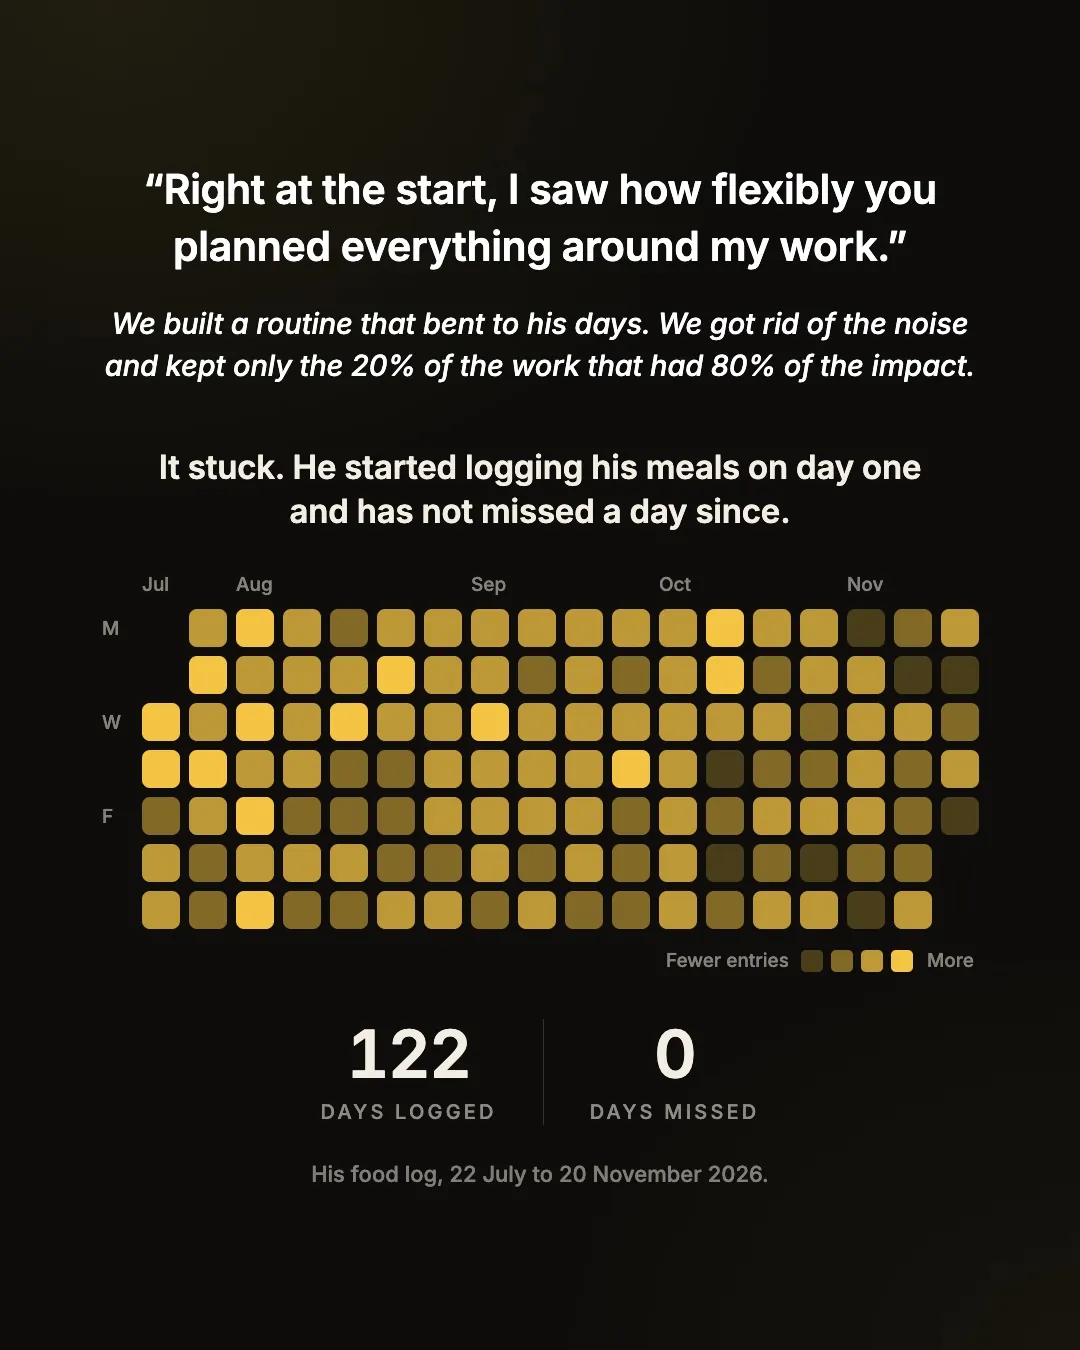 “Right at the start, I saw how flexibly you
planned everything around my work.”
We built a routine that bent to his days. We got rid of the noise
and kept only the 20% of the work that had 80% of the impact.
It stuck. He started logging his meals on day one
and has not missed a day since.
Jul Aug Sep Oct Nov
M
W
F
Fewer entries More
122 0
DAYS LOGGED DAYS MISSED
His food log, 22 July to 20 November 2026.